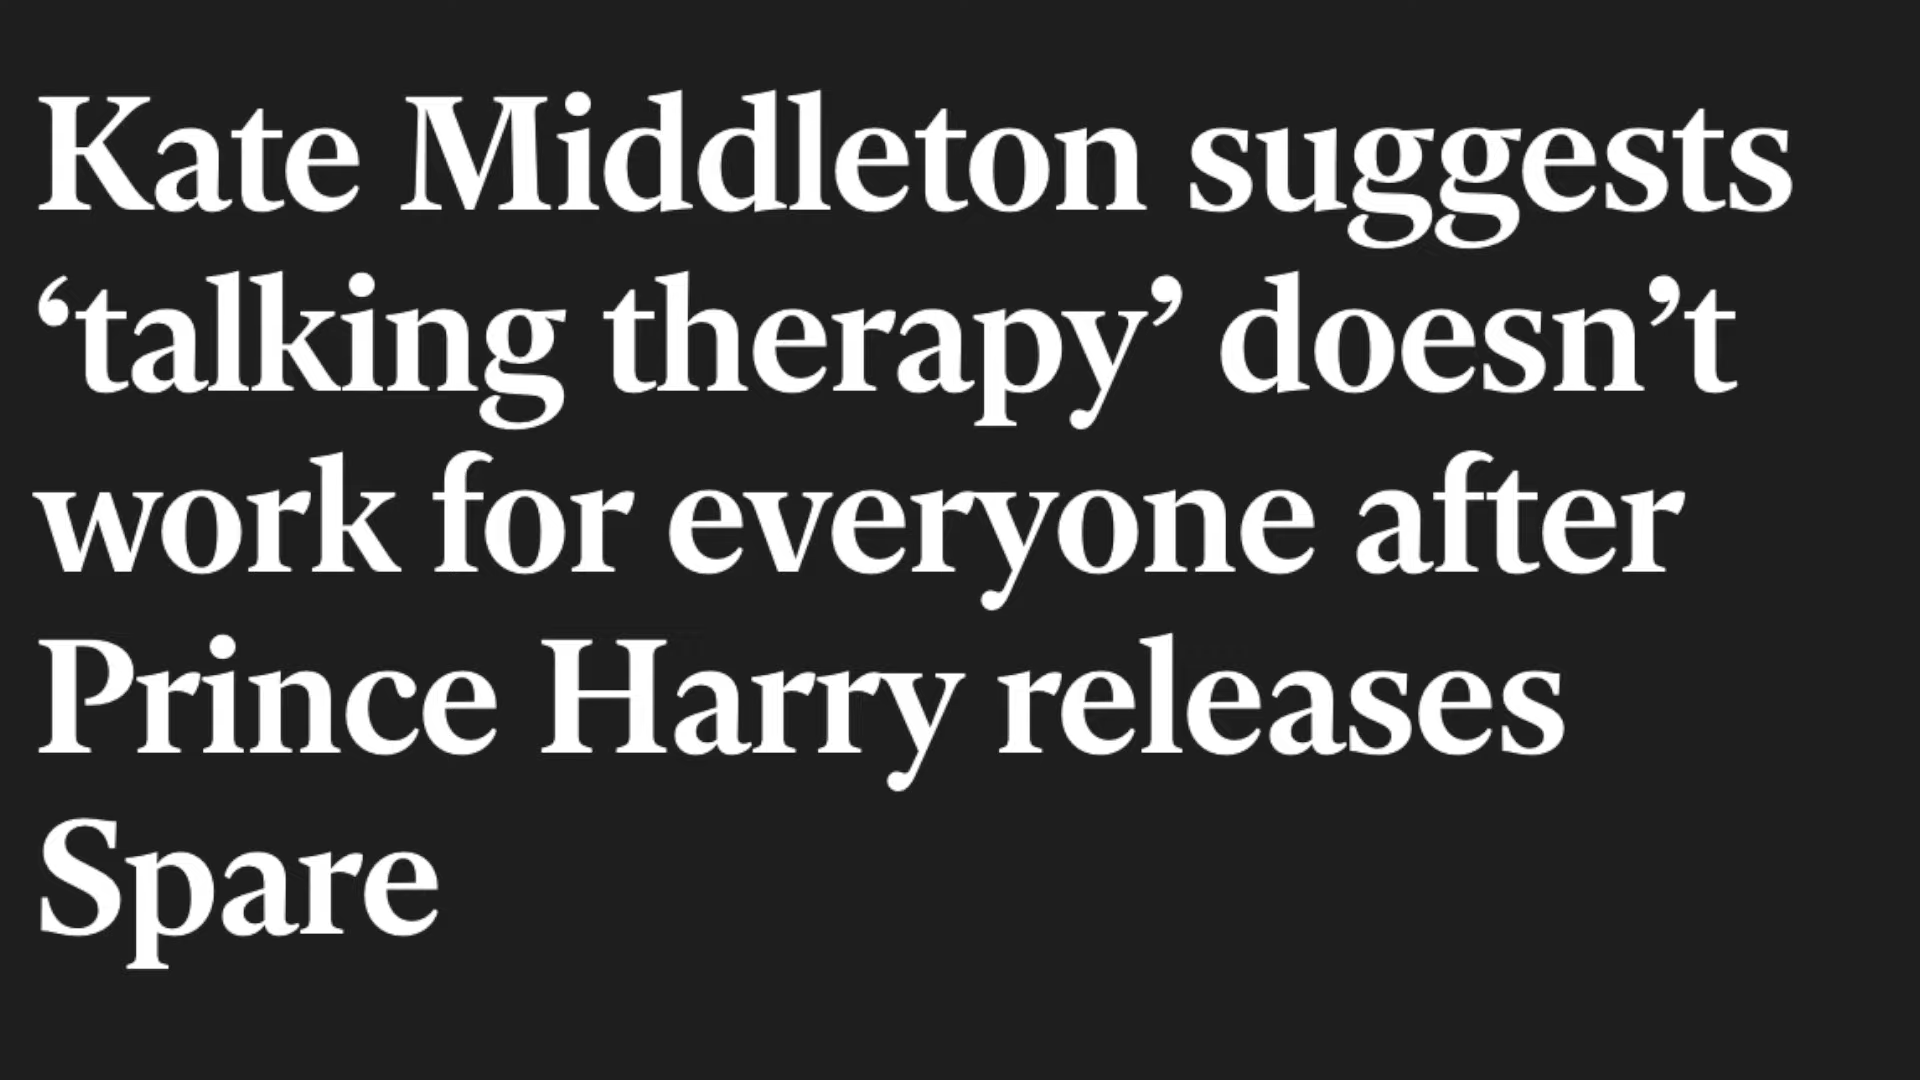 Kate Middleton suggests
‘talking therapy’ doesn’t
work for everyone after
Prince Harry releases
Spare